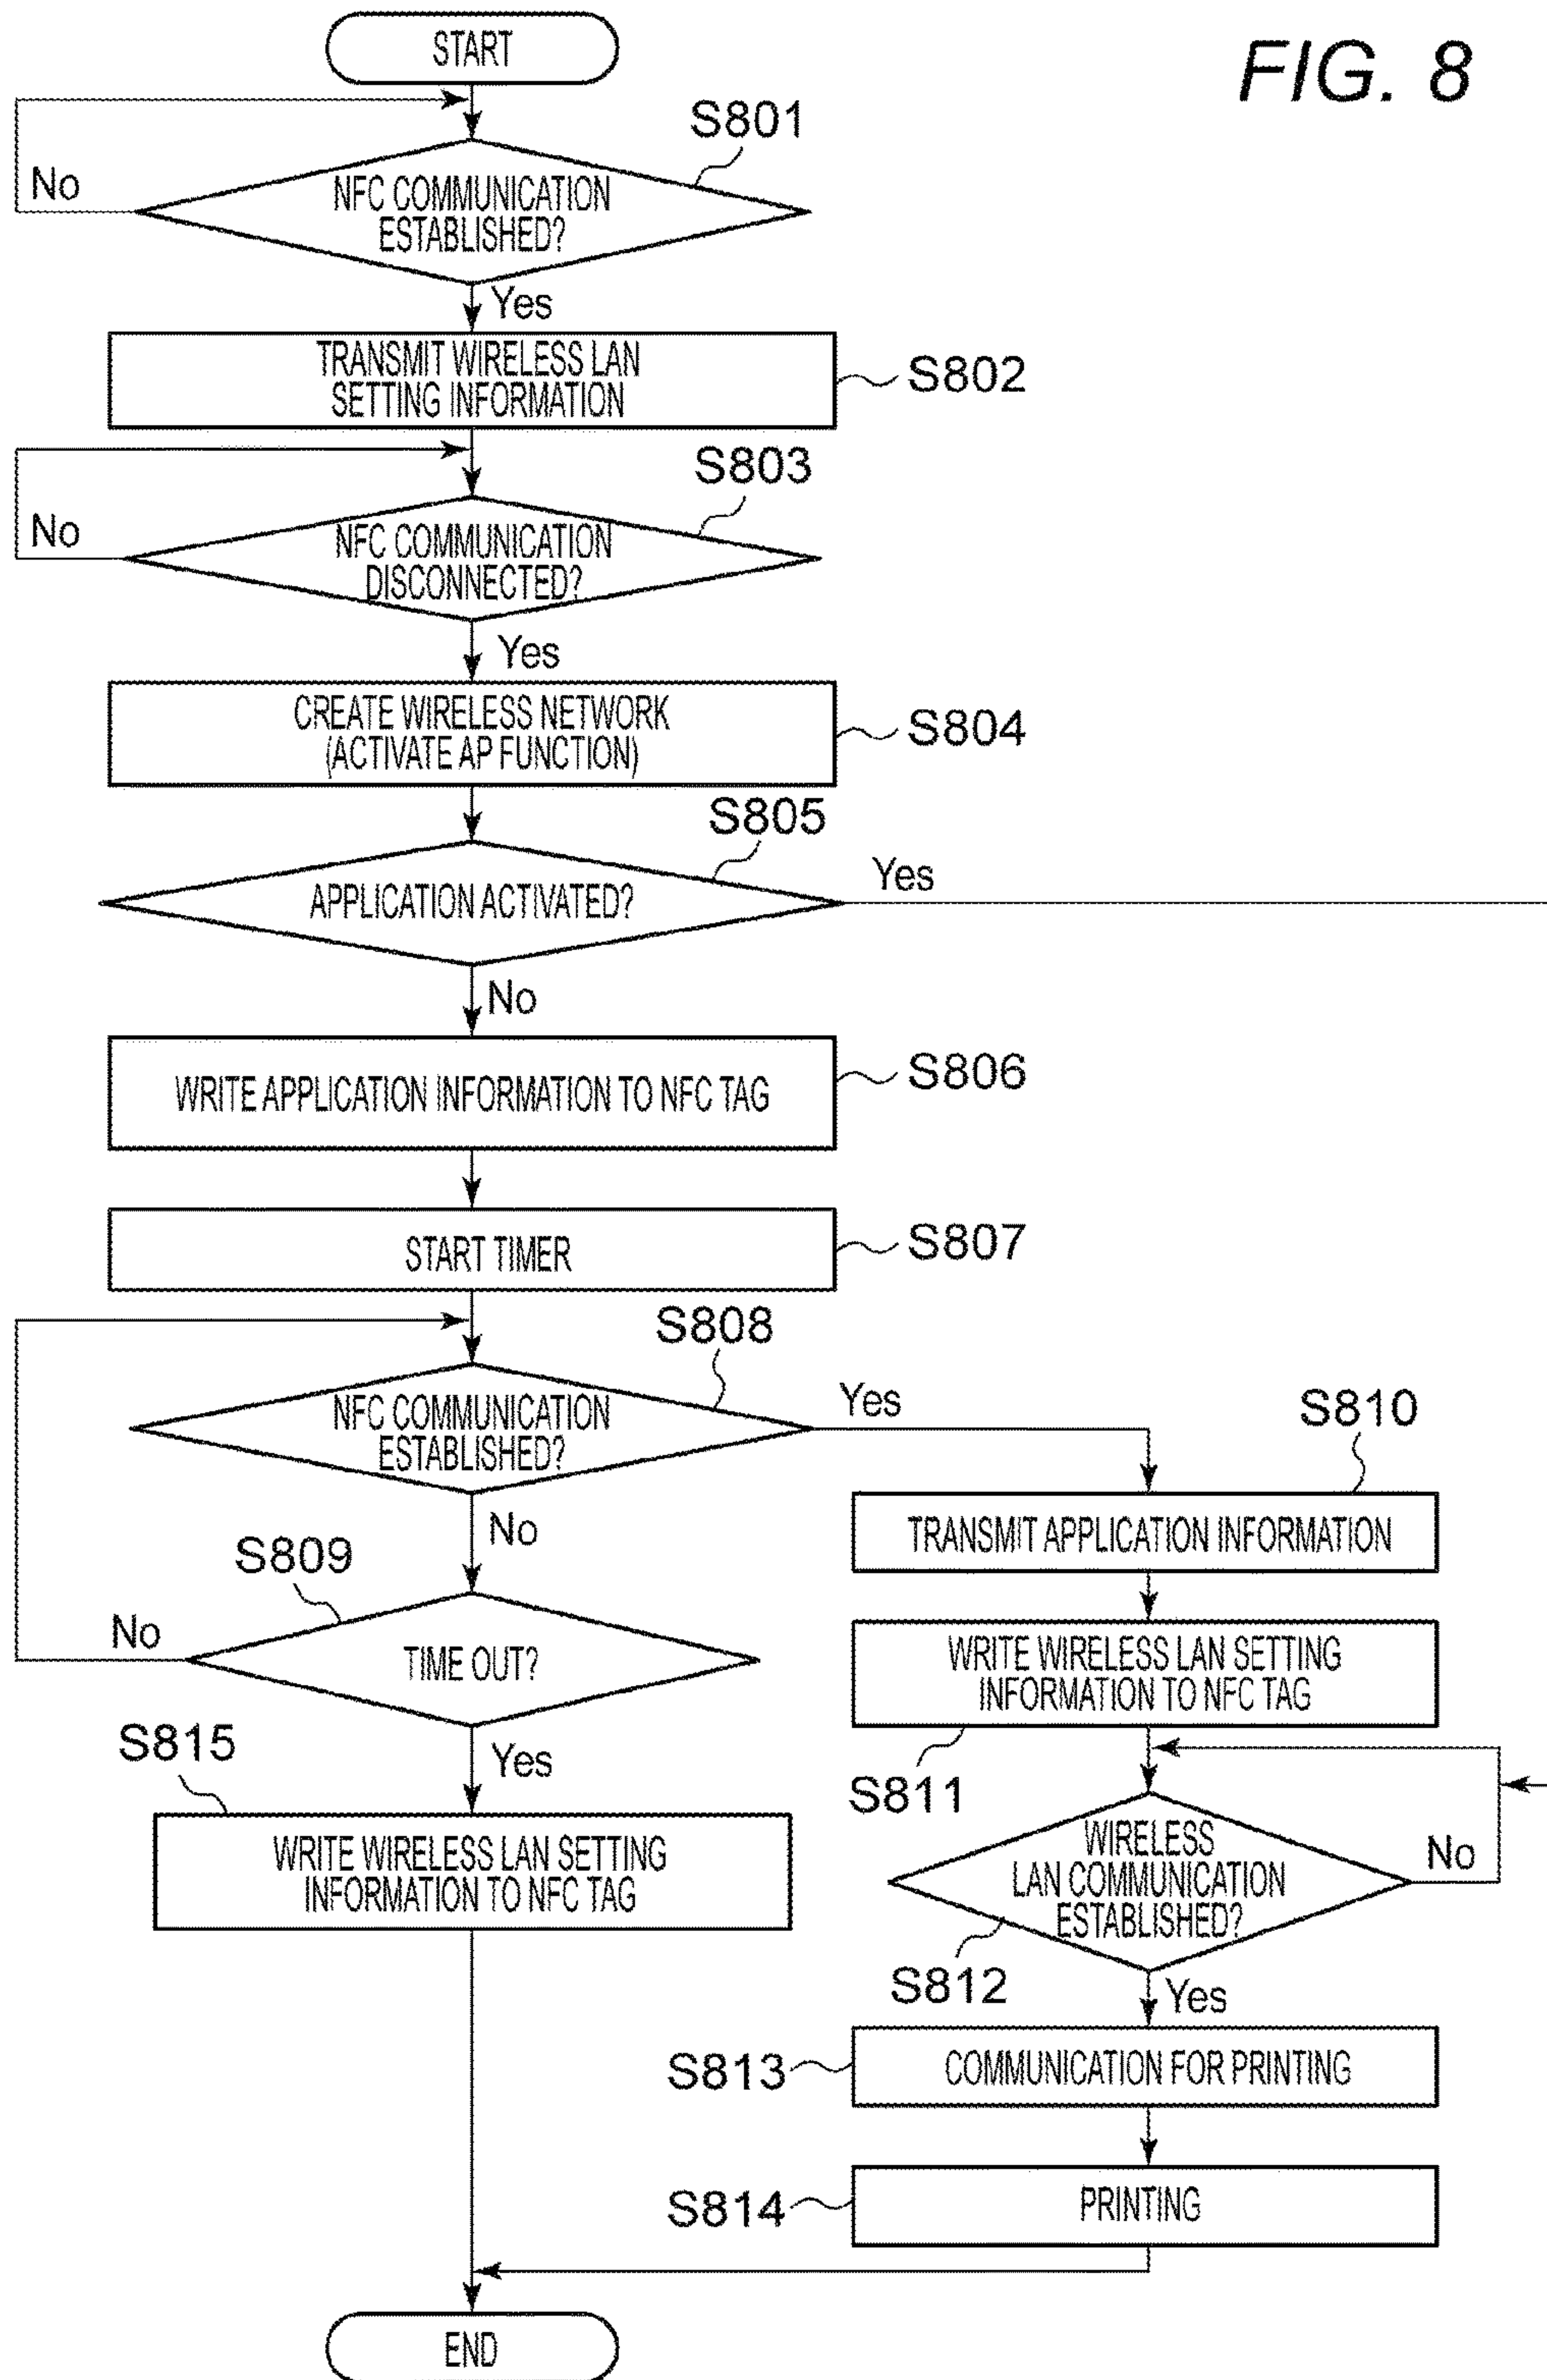 FIG. 8
START
S801
No
NFC COMMUNICATION
ESTABLISHED?
Yes
TRANSMIT WIRELESS LAN
SETTING INFORMATION
S802
S803
No
NFC COMMUNICATION
DISCONNECTED?
Yes
CREATE WIRELESS NETWORK
(ACTIVATE AP FUNCTION)
S804
S805
Yes
APPLICATION ACTIVATED?
No
WRITE APPLICATION INFORMATION TO NFC TAG
S806
START TIMER
S807
S808
NFC COMMUNICATION
ESTABLISHED?
Yes
No
S809
No
TIME OUT?
Yes
S815
WRITE WIRELESS LAN SETTING
INFORMATION TO NFC TAG
S810
TRANSMIT APPLICATION INFORMATION
WRITE WIRELESS LAN SETTING
INFORMATION TO NFC TAG
S811
WIRELESS
LAN COMMUNICATION
ESTABLISHED?
No
S812
Yes
S813
COMMUNICATION FOR PRINTING
S814
PRINTING
END